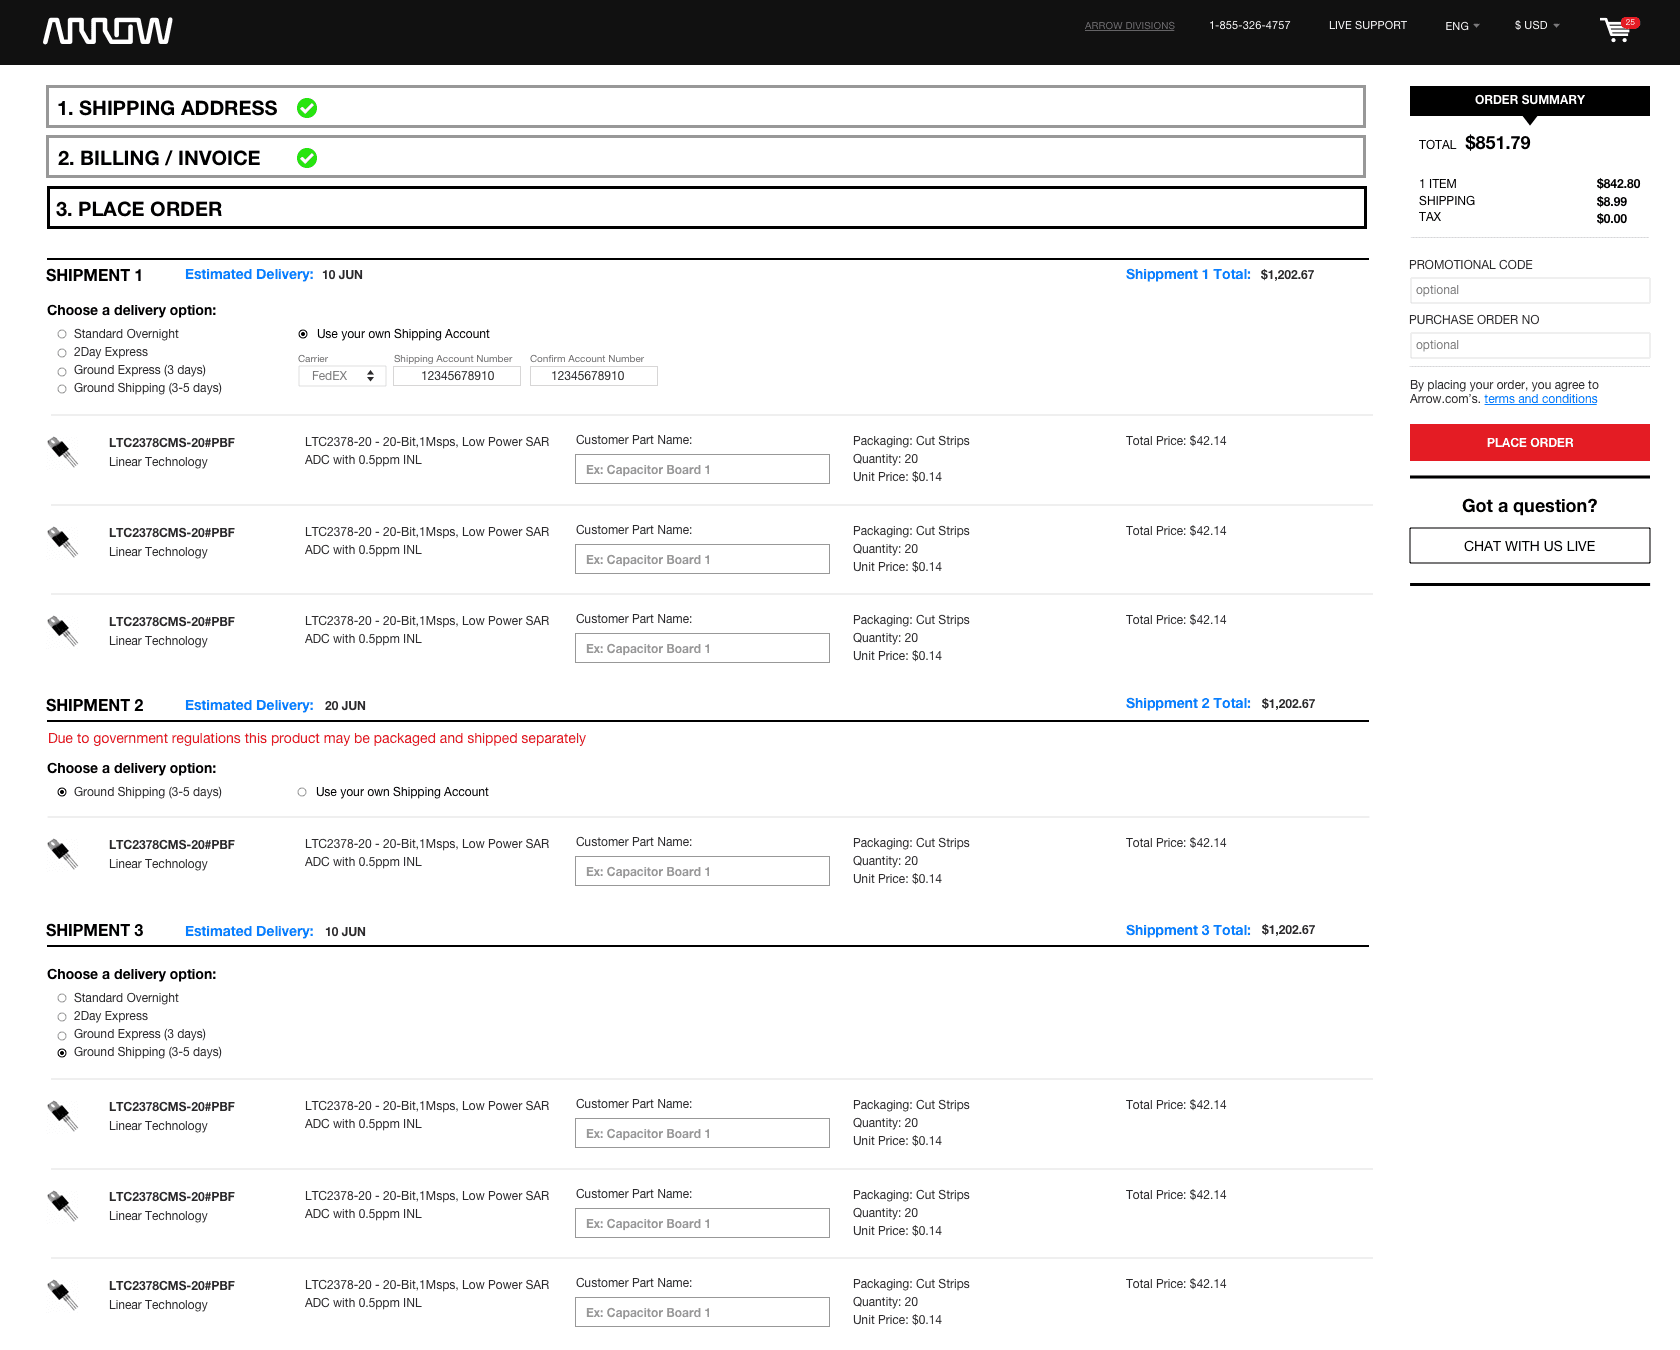 ARROW
ARROW DIVISIONS
1-855-326-4757
LIVE SUPPORT
ENG
$ USD
25
1. SHIPPING ADDRESS
2. BILLING / INVOICE
3. PLACE ORDER
SHIPMENT 1 Estimated Delivery: 10 JUN Shippment 1 Total: $1,202.67
Choose a delivery option:
Standard Overnight
2Day Express
Ground Express (3 days)
Ground Shipping (3-5 days)
Use your own Shipping Account
Carrier Shipping Account Number Confirm Account Number
FedEX 12345678910 12345678910
LTC2378CMS-20#PBF
Linear Technology
LTC2378-20 - 20-Bit,1Msps, Low Power SAR
ADC with 0.5ppm INL
Customer Part Name:
Ex: Capacitor Board 1
Packaging: Cut Strips
Quantity: 20
Unit Price: $0.14
Total Price: $42.14
LTC2378CMS-20#PBF
Linear Technology
LTC2378-20 - 20-Bit,1Msps, Low Power SAR
ADC with 0.5ppm INL
Customer Part Name:
Ex: Capacitor Board 1
Packaging: Cut Strips
Quantity: 20
Unit Price: $0.14
Total Price: $42.14
LTC2378CMS-20#PBF
Linear Technology
LTC2378-20 - 20-Bit,1Msps, Low Power SAR
ADC with 0.5ppm INL
Customer Part Name:
Ex: Capacitor Board 1
Packaging: Cut Strips
Quantity: 20
Unit Price: $0.14
Total Price: $42.14
SHIPMENT 2 Estimated Delivery: 20 JUN Shippment 2 Total: $1,202.67
Due to government regulations this product may be packaged and shipped separately
Choose a delivery option:
Ground Shipping (3-5 days)
Use your own Shipping Account
LTC2378CMS-20#PBF
Linear Technology
LTC2378-20 - 20-Bit,1Msps, Low Power SAR
ADC with 0.5ppm INL
Customer Part Name:
Ex: Capacitor Board 1
Packaging: Cut Strips
Quantity: 20
Unit Price: $0.14
Total Price: $42.14
SHIPMENT 3 Estimated Delivery: 10 JUN Shippment 3 Total: $1,202.67
Choose a delivery option:
Standard Overnight
2Day Express
Ground Express (3 days)
Ground Shipping (3-5 days)
LTC2378CMS-20#PBF
Linear Technology
LTC2378-20 - 20-Bit,1Msps, Low Power SAR
ADC with 0.5ppm INL
Customer Part Name:
Ex: Capacitor Board 1
Packaging: Cut Strips
Quantity: 20
Unit Price: $0.14
Total Price: $42.14
LTC2378CMS-20#PBF
Linear Technology
LTC2378-20 - 20-Bit,1Msps, Low Power SAR
ADC with 0.5ppm INL
Customer Part Name:
Ex: Capacitor Board 1
Packaging: Cut Strips
Quantity: 20
Unit Price: $0.14
Total Price: $42.14
LTC2378CMS-20#PBF
Linear Technology
LTC2378-20 - 20-Bit,1Msps, Low Power SAR
ADC with 0.5ppm INL
Customer Part Name:
Ex: Capacitor Board 1
Packaging: Cut Strips
Quantity: 20
Unit Price: $0.14
Total Price: $42.14
ORDER SUMMARY
TOTAL $851.79
1 ITEM $842.80
SHIPPING $8.99
TAX $0.00
PROMOTIONAL CODE
optional
PURCHASE ORDER NO
optional
By placing your order, you agree to
Arrow.com's. terms and conditions
PLACE ORDER
Got a question?
CHAT WITH US LIVE